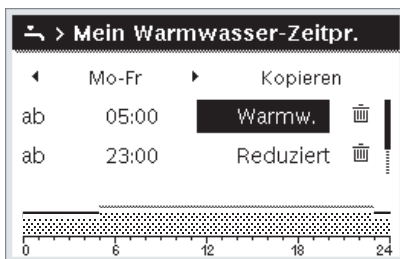 > Mein Warmwasser-Zeitpr.
Mo-Fr Kopieren
ab 05:00 Warmw.
ab 23:00 Reduziert
0 6 12 18 24